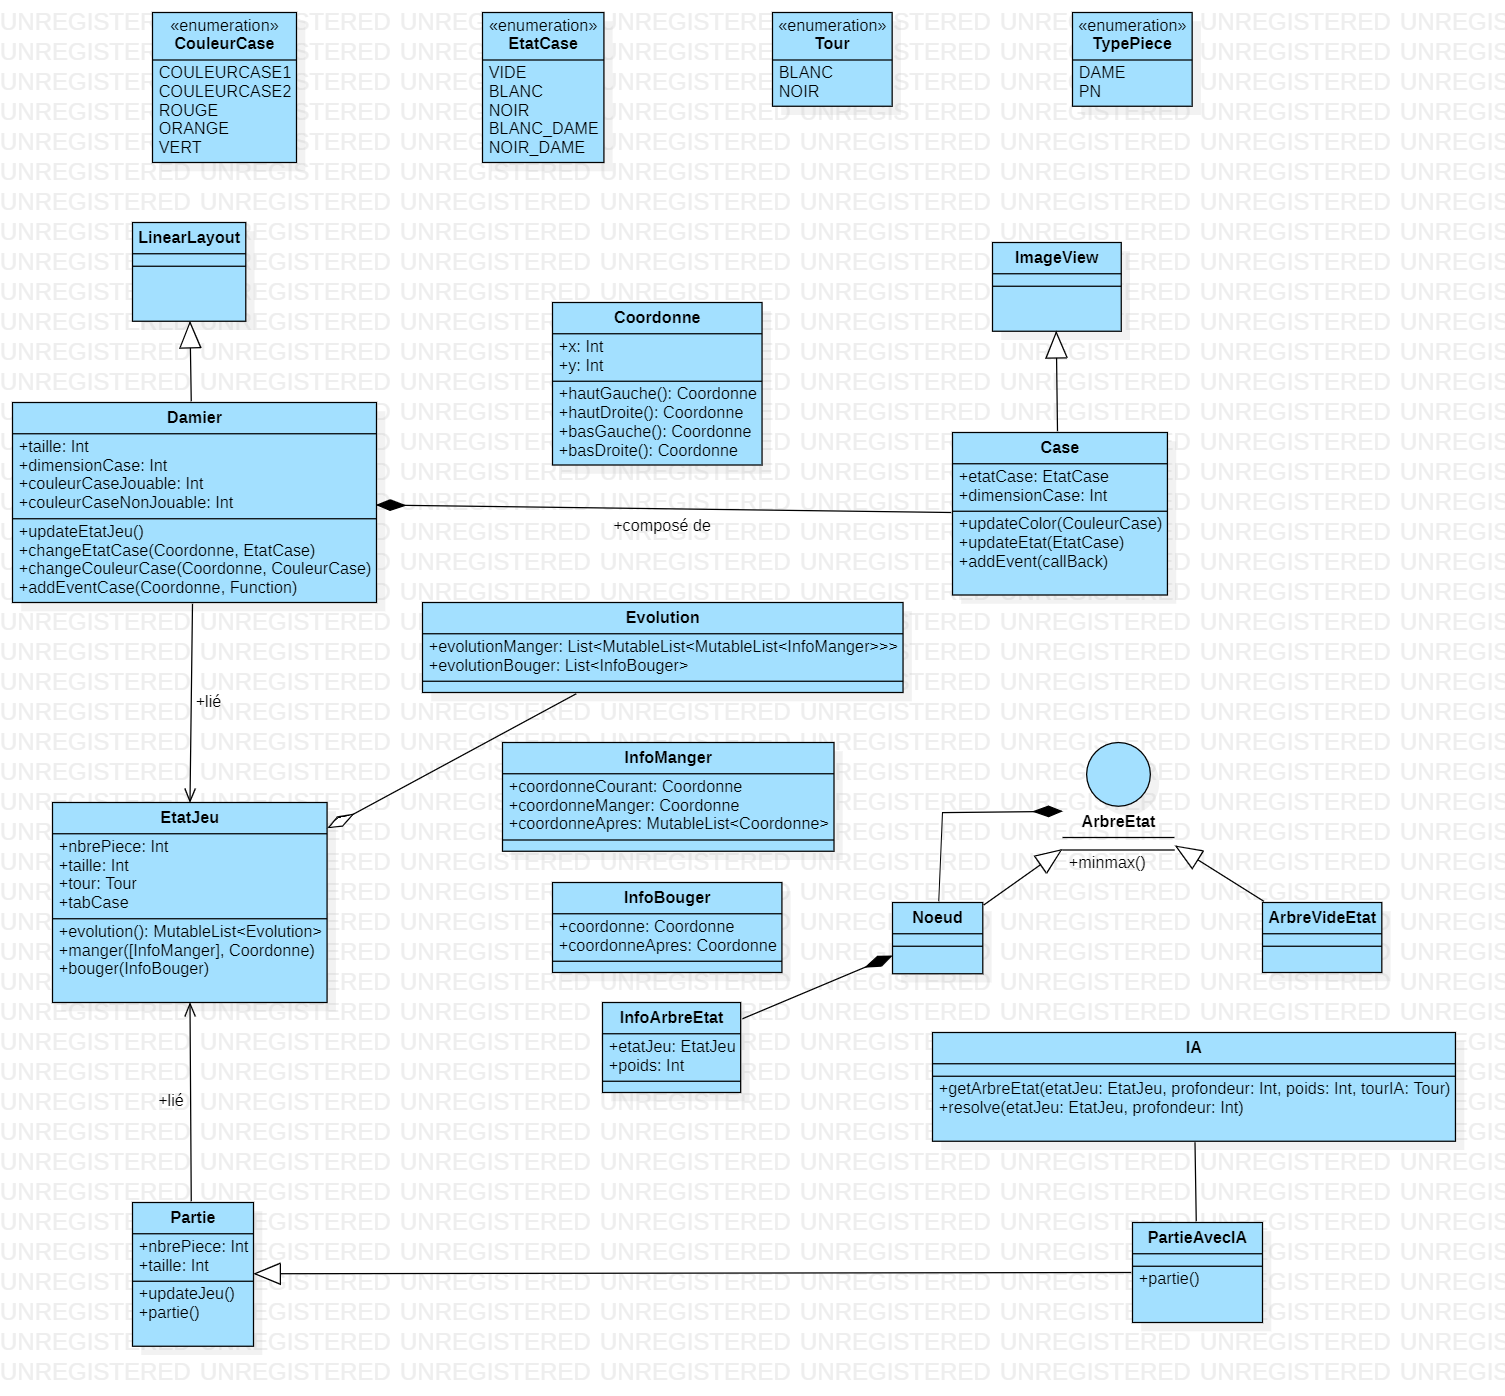 «enumeration»
CouleurCase
COULEURCASE1
COULEURCASE2
ROUGE
ORANGE
VERT
«enumeration»
EtatCase
VIDE
BLANC
NOIR
BLANC_DAME
NOIR_DAME
«enumeration»
Tour
BLANC
NOIR
«enumeration»
TypePiece
DAME
PN
LinearLayout
ImageView
Coordonne
+x: Int
+y: Int
+hautGauche(): Coordonne
+hautDroite(): Coordonne
+basGauche(): Coordonne
+basDroite(): Coordonne
Damier
+taille: Int
+dimensionCase: Int
+couleurCaseJouable: Int
+couleurCaseNonJouable: Int
+updateEtatJeu()
+changeEtatCase(Coordonne, EtatCase)
+changeCouleurCase(Coordonne, CouleurCase)
+addEventCase(Coordonne, Function)
+composé de
Case
+etatCase: EtatCase
+dimensionCase: Int
+updateColor(CouleurCase)
+updateEtat(EtatCase)
+addEvent(callBack)
Evolution
+evolutionManger: List<MutableList<MutableList<InfoManger>>>
+evolutionBouger: List<InfoBouger>
+lié
InfoManger
+coordonneCourant: Coordonne
+coordonneManger: Coordonne
+coordonneApres: MutableList<Coordonne>
ArbreEtat
+minmax()
EtatJeu
+nbrePiece: Int
+taille: Int
+tour: Tour
+tabCase
+evolution(): MutableList<Evolution>
+manger([InfoManger], Coordonne)
+bouger(InfoBouger)
InfoBouger
+coordonne: Coordonne
+coordonneApres: Coordonne
Noeud
ArbreVideEtat
InfoArbreEtat
+etatJeu: EtatJeu
+poids: Int
IA
+getArbreEtat(etatJeu: EtatJeu, profondeur: Int, poids: Int, tourIA: Tour)
+resolve(etatJeu: EtatJeu, profondeur: Int)
+lié
Partie
+nbrePiece: Int
+taille: Int
+updateJeu()
+partie()
PartieAvecIA
+partie()
UNREGISTERED